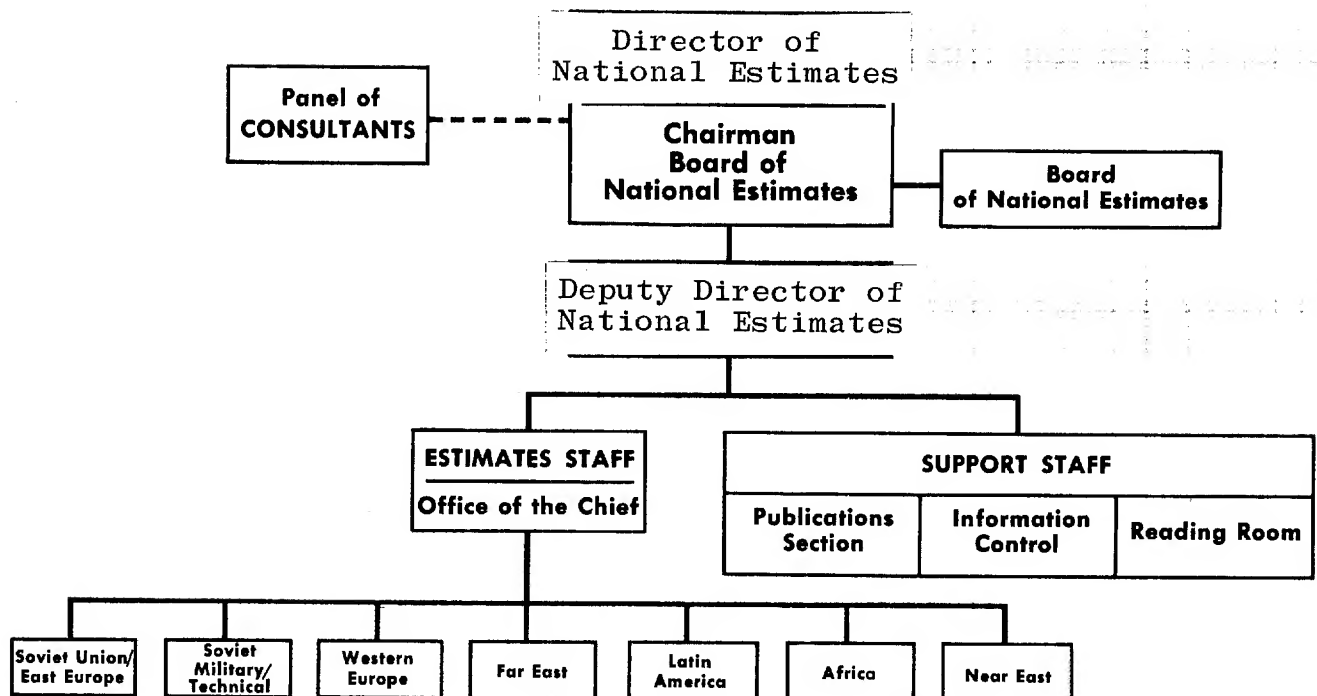 Director of
National Estimates
Panel of
CONSULTANTS
Chairman
Board of
National Estimates
Board
of National Estimates
Deputy Director of
National Estimates
ESTIMATES STAFF
Office of the Chief
SUPPORT STAFF
Publications
Section
Information
Control
Reading Room
Soviet Union/
East Europe
Soviet
Military/
Technical
Western
Europe
Far East
Latin
America
Africa
Near East